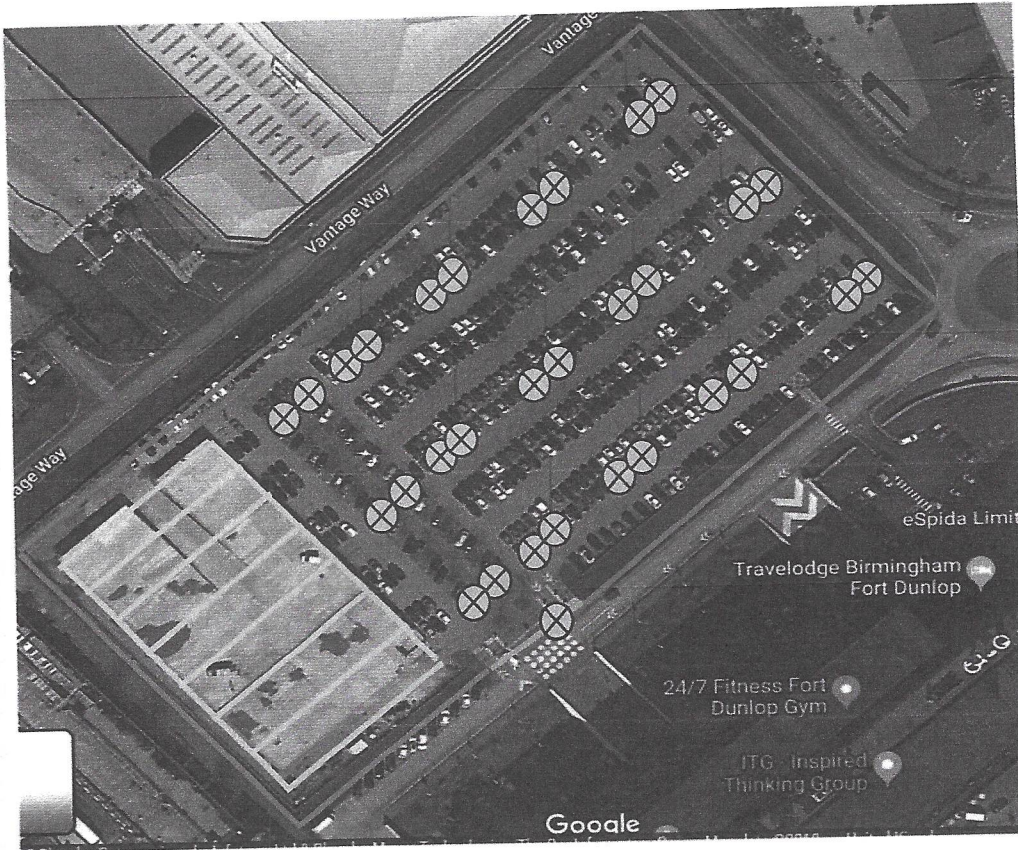 Vantage
Vantage Way
age Way
eSpida Limit
Travelodge Birmingham
Fort Dunlop
24/7 Fitness Fort
Dunlop Gym
ITG Inspired
Thinking Group
Google